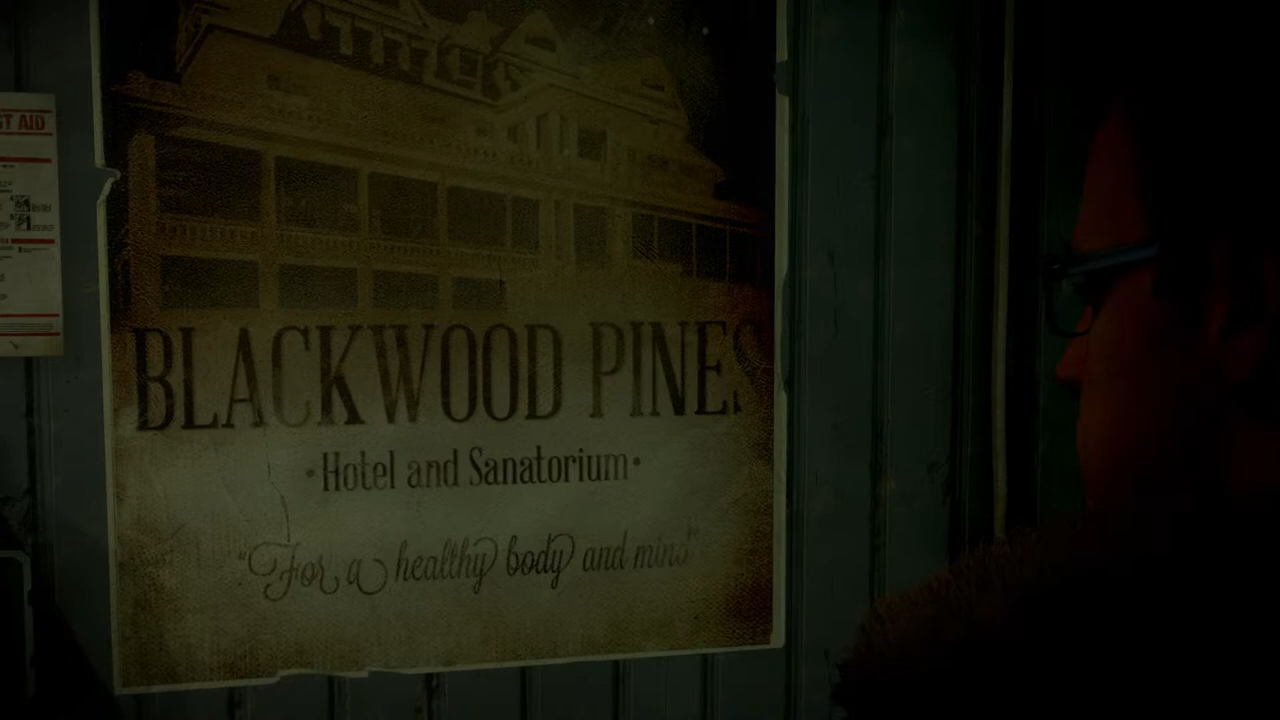 ST AID
BLACKWOOD PINES
•Hotel and Sanatorium•
"For a healthy body and mind"